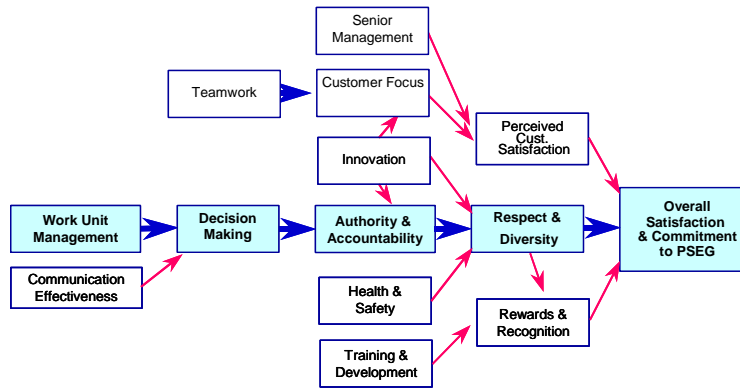 Senior
Management
Teamwork
Customer Focus
Perceived
Cust.
Satisfaction
Innovation
Work Unit
Management
Decision
Making
Authority &
Accountability
Respect &
Diversity
Overall
Satisfaction
& Commitment
to PSEG
Communication
Effectiveness
Health &
Safety
Rewards &
Recognition
Training &
Development